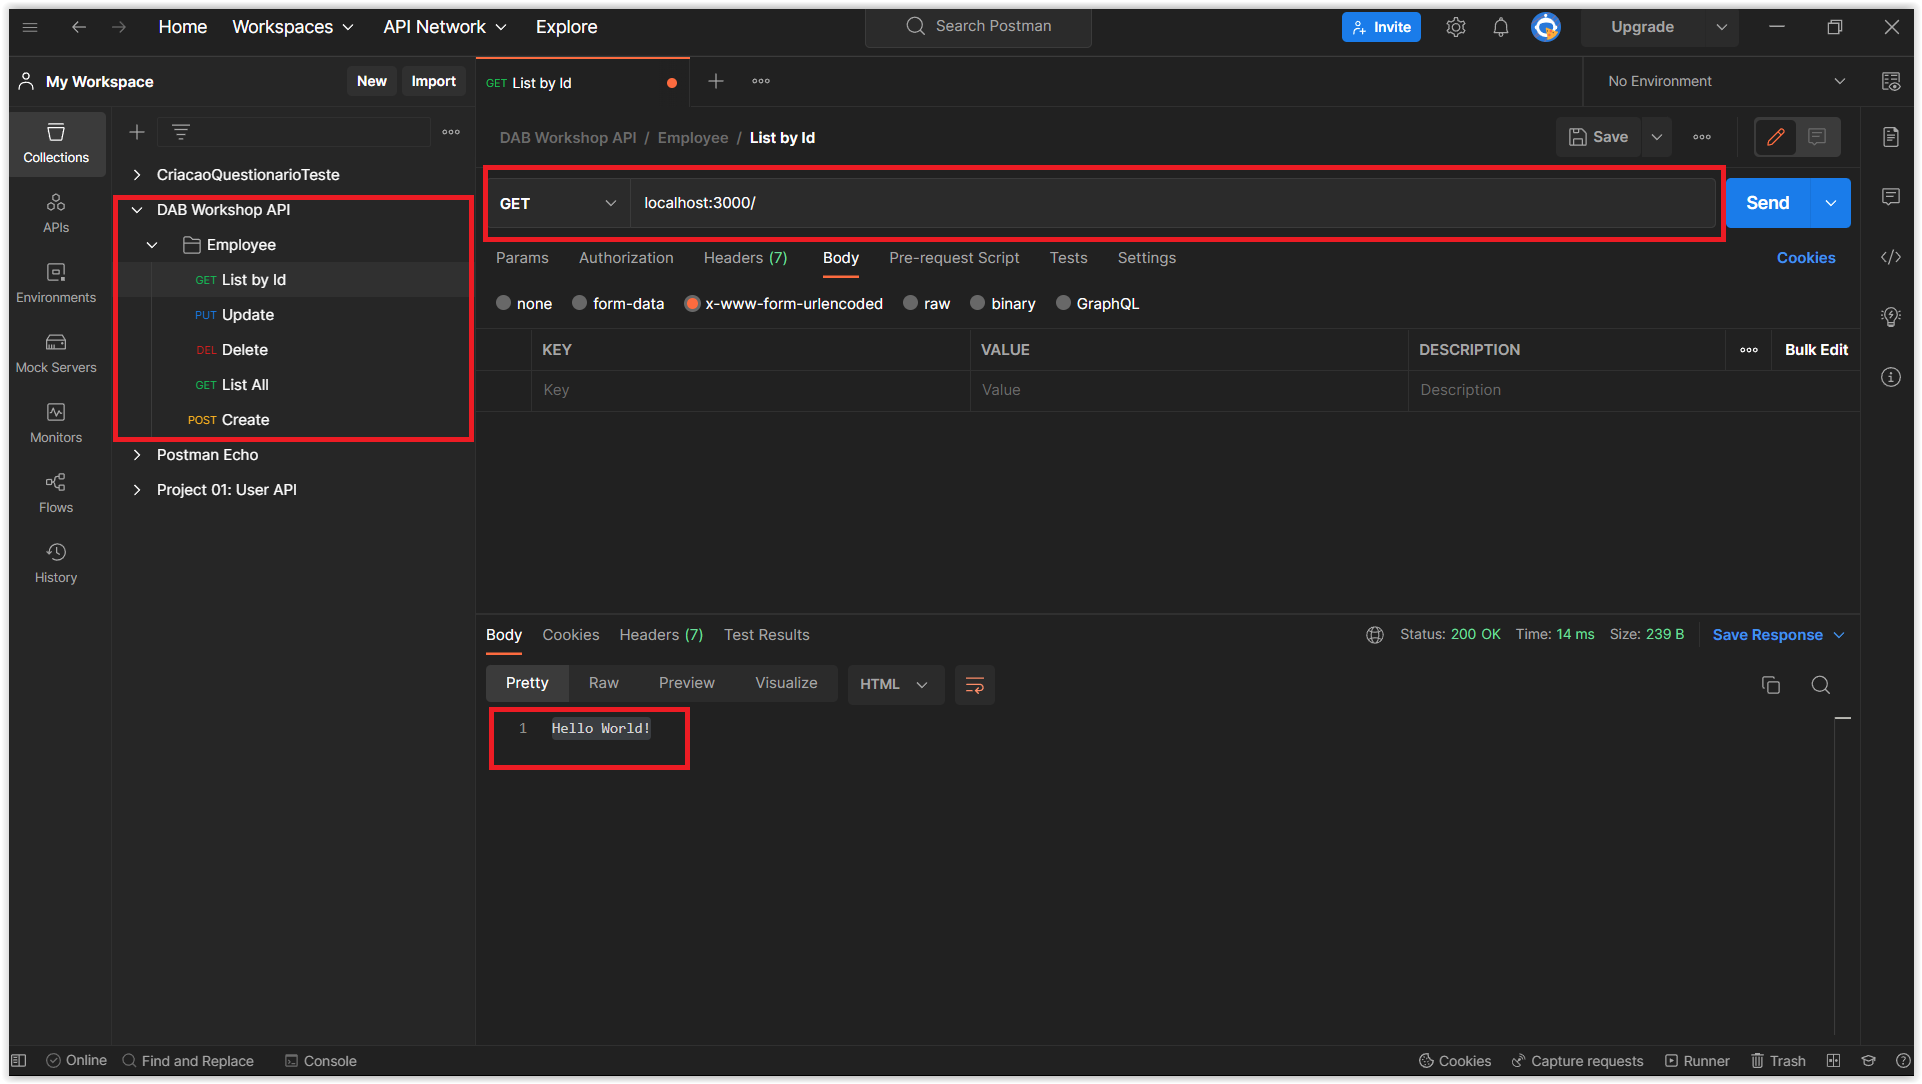 Home Workspaces API Network Explore Search Postman Invite Upgrade
My Workspace New Import GET List by Id No Environment
DAB Workshop API / Employee / List by Id Save
Collections
APIs
Environments
Mock Servers
Monitors
Flows
History
CriacaoQuestionarioTeste
DAB Workshop API
Employee
GET List by Id
PUT Update
DEL Delete
GET List All
POST Create
Postman Echo
Project 01: User API
GET localhost:3000/ Send
Params Authorization Headers (7) Body Pre-request Script Tests Settings Cookies
none form-data x-www-form-urlencoded raw binary GraphQL
KEY VALUE DESCRIPTION Bulk Edit
Key Value Description
Body Cookies Headers (7) Test Results Status: 200 OK Time: 14 ms Size: 239 B Save Response
Pretty Raw Preview Visualize HTML
1 Hello World!
Online Find and Replace Console Cookies Capture requests Runner Trash